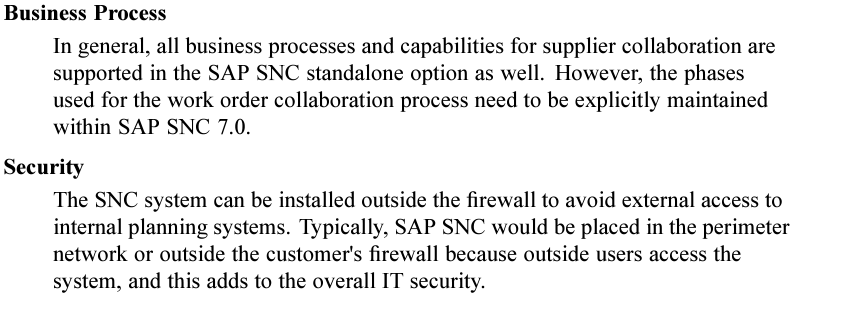 Business Process
In general, all business processes and capabilities for supplier collaboration are
supported in the SAP SNC standalone option as well. However, the phases
used for the work order collaboration process need to be explicitly maintained
within SAP SNC 7.0.
Security
The SNC system can be installed outside the firewall to avoid external access to
internal planning systems. Typically, SAP SNC would be placed in the perimeter
network or outside the customer's firewall because outside users access the
system, and this adds to the overall IT security.